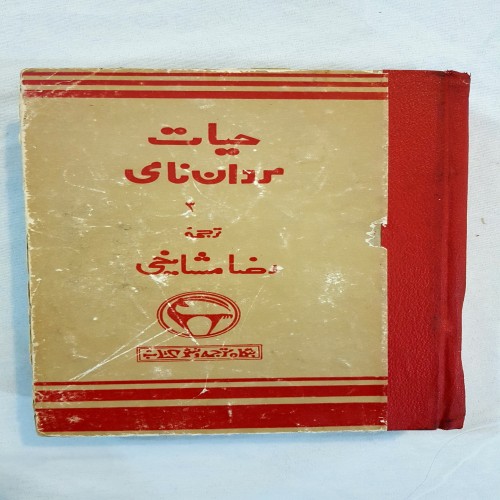 حیات
مردان نامی
۲
ترجمهٔ
رضا مشایخی
بنگاه ترجمه و نشر کتاب